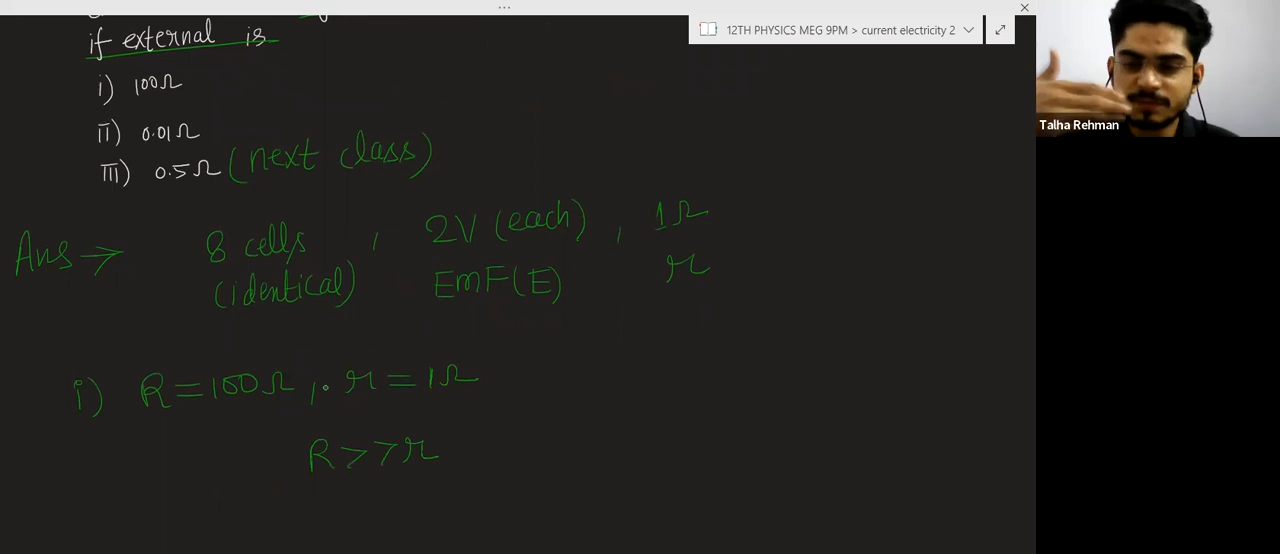 12TH PHYSICS MEG 9PM > current electricity 2
if external is
i) 100Ω
II) 0.01Ω
III) 0.5Ω (next class)
Ans → 8 cells , 2V (each) , 1Ω
(identical) EmF(E) r
i) R = 100Ω , r = 1Ω
R >> r
Talha Rehman